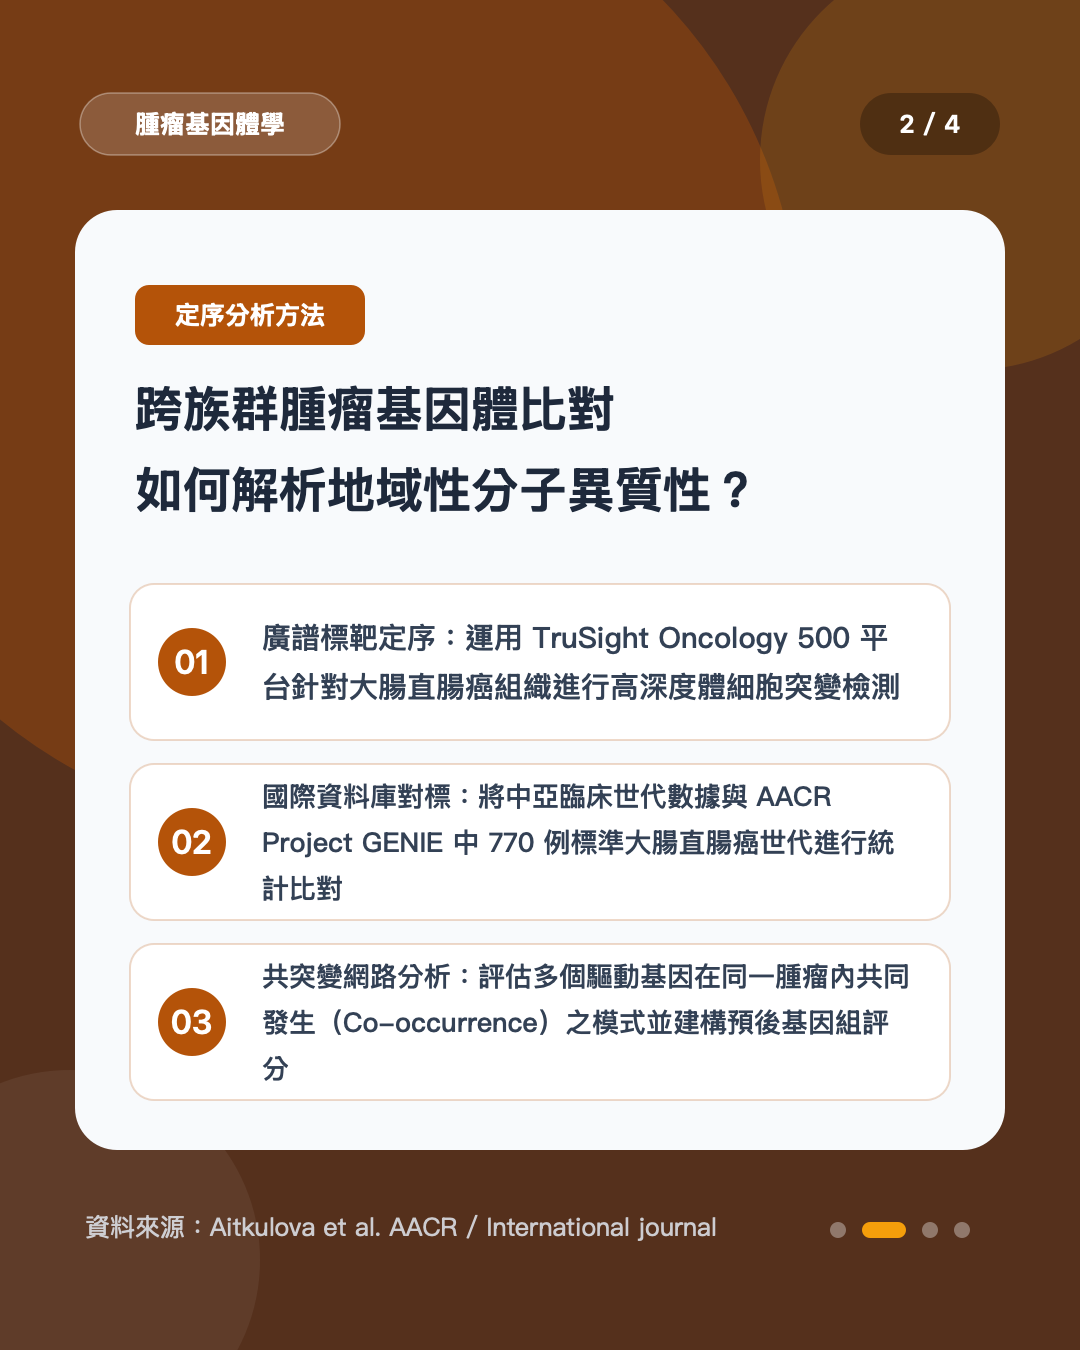 腫瘤基因體學
2 / 4
定序分析方法
跨族群腫瘤基因體比對
如何解析地域性分子異質性？
01
廣譜標靶定序：運用 TruSight Oncology 500 平
台針對大腸直腸癌組織進行高深度體細胞突變檢測
02
國際資料庫對標：將中亞臨床世代數據與 AACR
Project GENIE 中 770 例標準大腸直腸癌世代進行統
計比對
03
共突變網路分析：評估多個驅動基因在同一腫瘤內共同
發生（Co-occurrence）之模式並建構預後基因組評
分
資料來源：Aitkulova et al. AACR / International journal